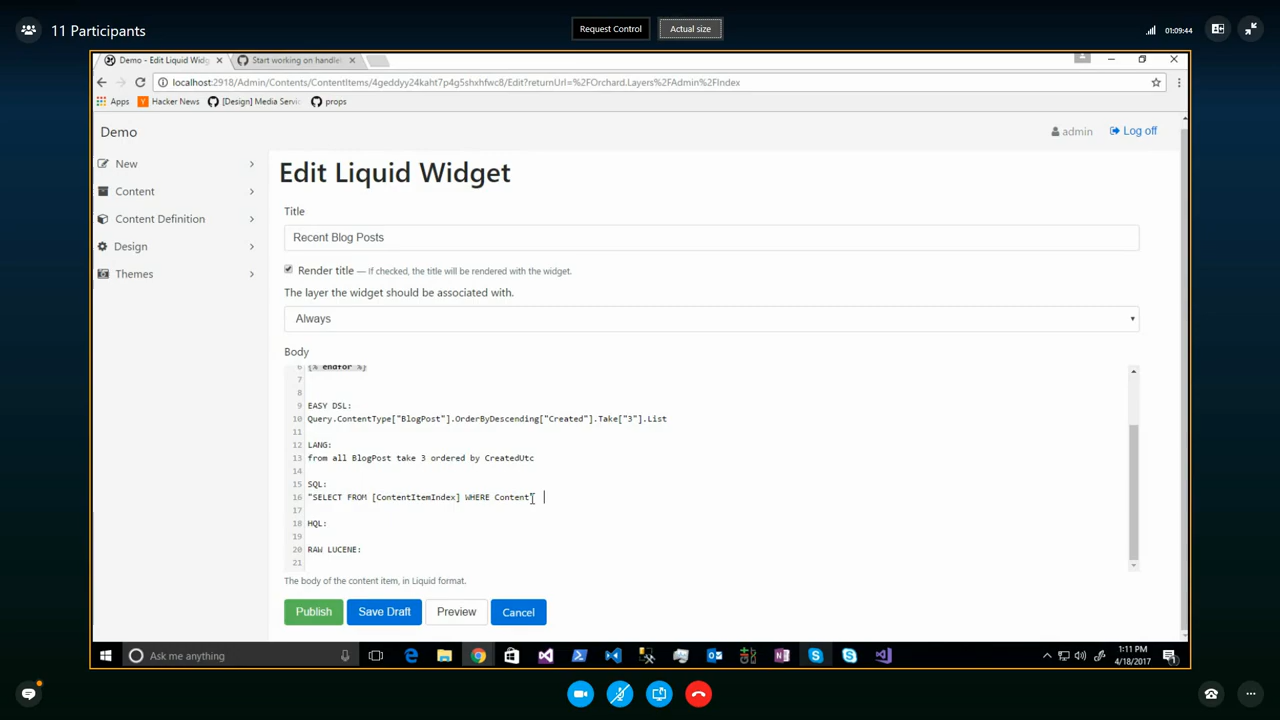 11 Participants
Request Control
Actual size
01:09:44
Demo - Edit Liquid Widg
Start working on handle
localhost:2918/Admin/Contents/ContentItems/4geddyy24kaht7p4g5shxhfwc8/Edit?returnUrl=%2FOrchard.Layers%2FAdmin%2FIndex
Apps
Hacker News
[Design] Media Servic
props
Demo
admin
Log off
New
Content
Content Definition
Design
Themes
Edit Liquid Widget
Title
Recent Blog Posts
Render title — If checked, the title will be rendered with the widget.
The layer the widget should be associated with.
Always
Body
6 {% endfor %}
7
8
9 EASY DSL:
10 Query.ContentType["BlogPost"].OrderByDescending["Created"].Take["3"].List
11
12 LANG:
13 from all BlogPost take 3 ordered by CreatedUtc
14
15 SQL:
16 "SELECT FROM [ContentItemIndex] WHERE Content"
17
18 HQL:
19
20 RAW LUCENE:
21
The body of the content item, in Liquid format.
Publish
Save Draft
Preview
Cancel
Ask me anything
1:11 PM
4/18/2017